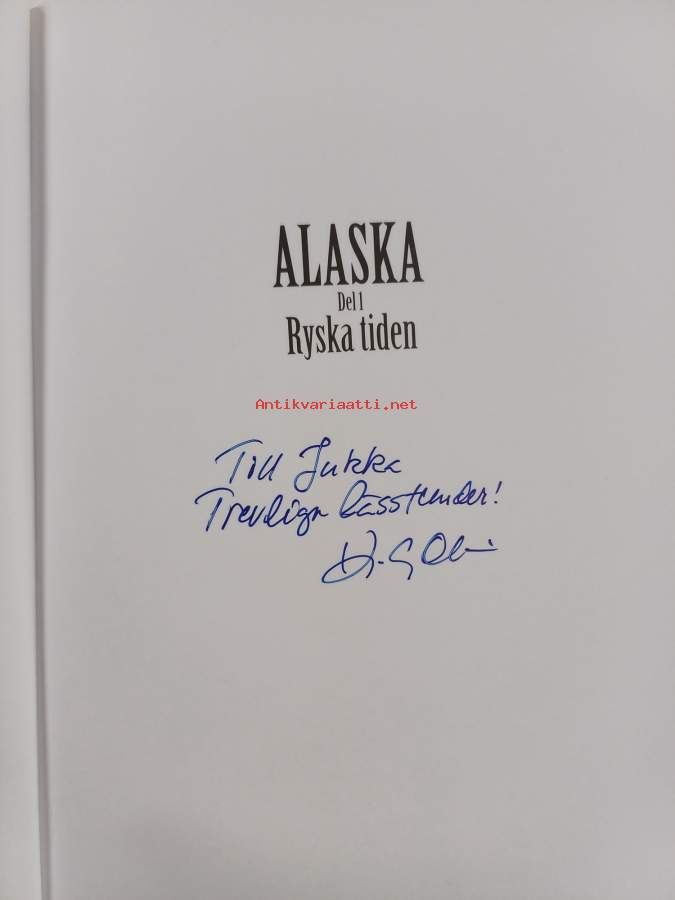 ALASKA
Del 1
Ryska tiden
Antikvariaatti.net
Till Jukka
Trevliga lässtunder!